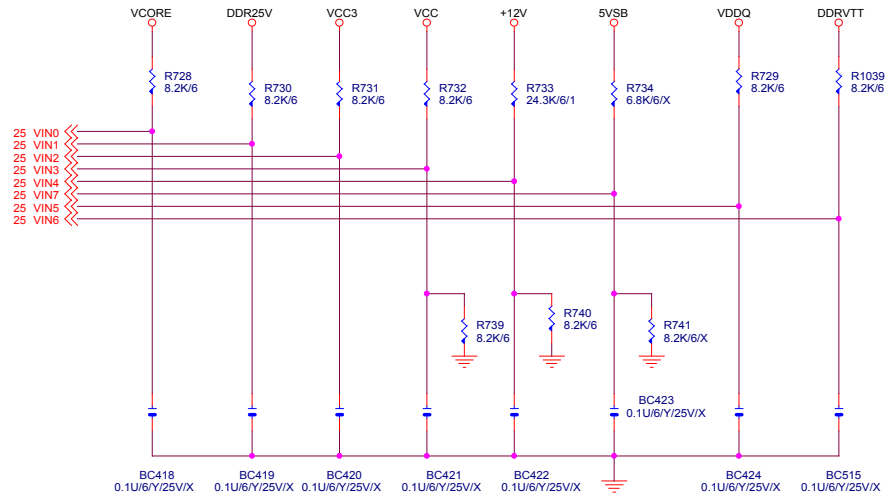 VCORE DDR25V VCC3 VCC +12V 5VSB VDDQ DDRVTT
R728
8.2K/6
R730
8.2K/6
R731
8.2K/6
R732
8.2K/6
R733
24.3K/6/1
R734
6.8K/6/X
R729
8.2K/6
R1039
8.2K/6
25 VIN0
25 VIN1
25 VIN2
25 VIN3
25 VIN4
25 VIN7
25 VIN5
25 VIN6
R739
8.2K/6
R740
8.2K/6
R741
8.2K/6/X
BC423
0.1U/6/Y/25V/X
BC418
0.1U/6/Y/25V/X
BC419
0.1U/6/Y/25V/X
BC420
0.1U/6/Y/25V/X
BC421
0.1U/6/Y/25V/X
BC422
0.1U/6/Y/25V/X
BC424
0.1U/6/Y/25V/X
BC515
0.1U/6/Y/25V/X